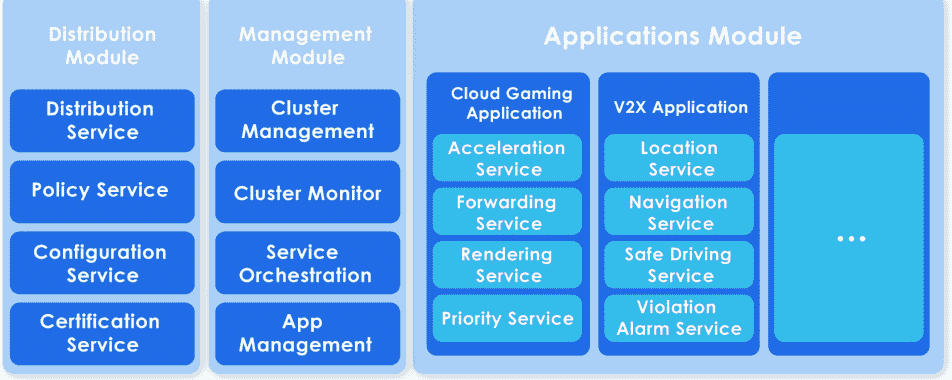 Distribution
Module
Distribution
Service
Policy Service
Configuration
Service
Certification
Service
Management
Module
Cluster
Management
Cluster Monitor
Service
Orchestration
App
Management
Applications Module
Cloud Gaming
Application
Acceleration
Service
Forwarding
Service
Rendering
Service
Priority Service
V2X Application
Location
Service
Navigation
Service
Safe Driving
Service
Violation
Alarm Service
...